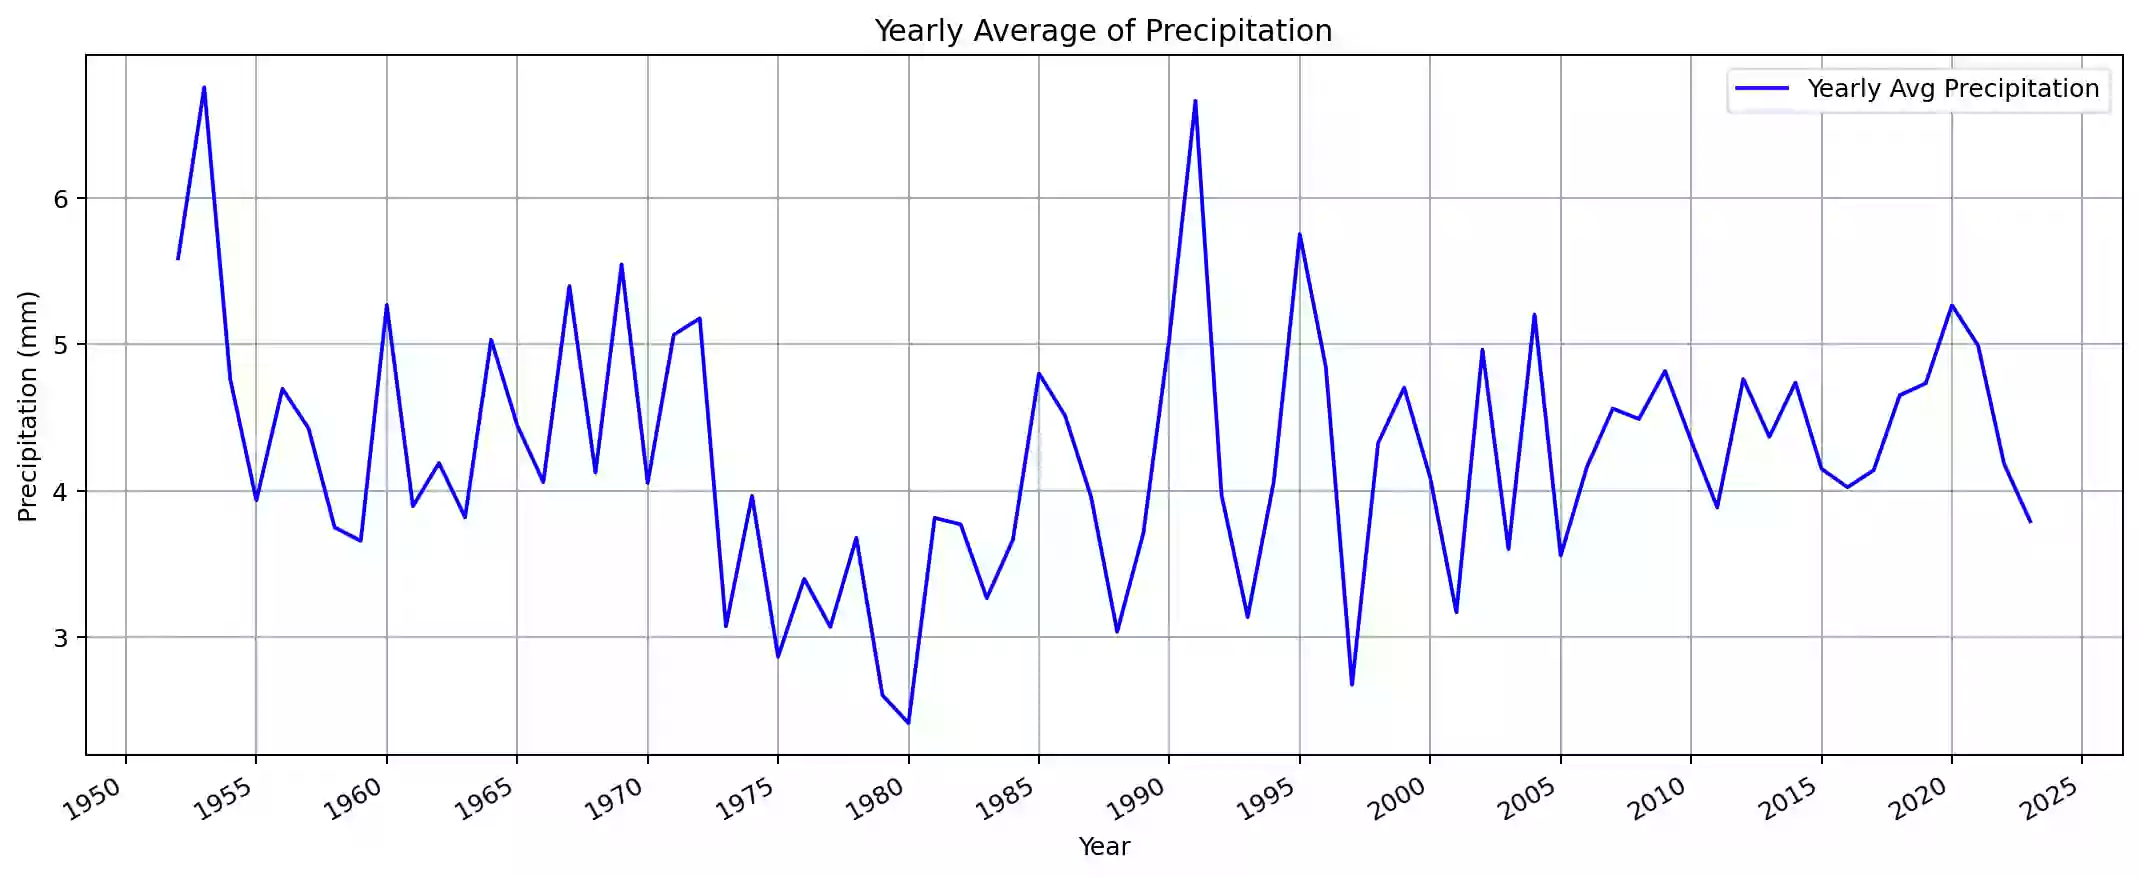 Yearly Average of Precipitation
Yearly Avg Precipitation
Precipitation (mm)
6
5
4
3
1950 1955 1960 1965 1970 1975 1980 1985 1990 1995 2000 2005 2010 2015 2020 2025
Year